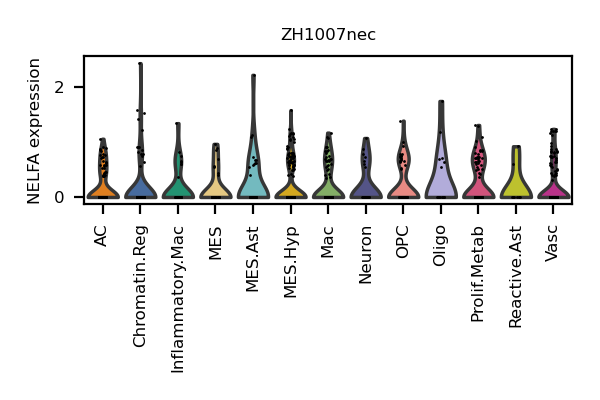 ZH1007nec
NELFA expression
2
0
AC
Chromatin.Reg
Inflammatory.Mac
MES
MES.Ast
MES.Hyp
Mac
Neuron
OPC
Oligo
Prolif.Metab
Reactive.Ast
Vasc